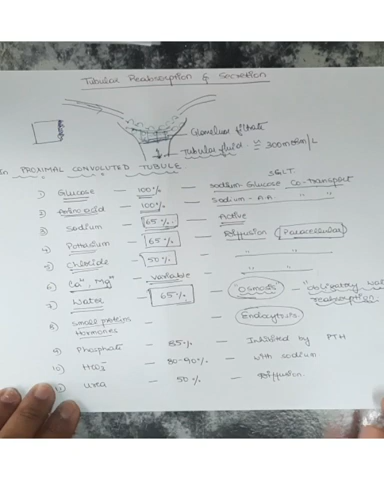 Tubular Reabsorption & Secretion
Glomelular filtrate
Tubular fluid ≃ 300mosm/L
In PROXIMAL CONVOLUTED TUBULE
SGLT
1) Glucose - 100% - Sodium-Glucose Co-transport
2) Amino acid - 100% - Sodium - A.A " "
3) Sodium - 65% - Active
4) Potassium - 65% - Diffusion (Paracellular)
5) Chloride - 50% - " "
6) Ca++, Mg++ - Variable - " "
7) Water - 65% - "Osmosis" - "Obligatory Water reabsorption"
8) Small proteins Hormones - - Endocytosis
9) Phosphate - 85% - Inhibited by PTH
10) HCO3- - 80-90% - with sodium
11) Urea - 50% - Diffusion.